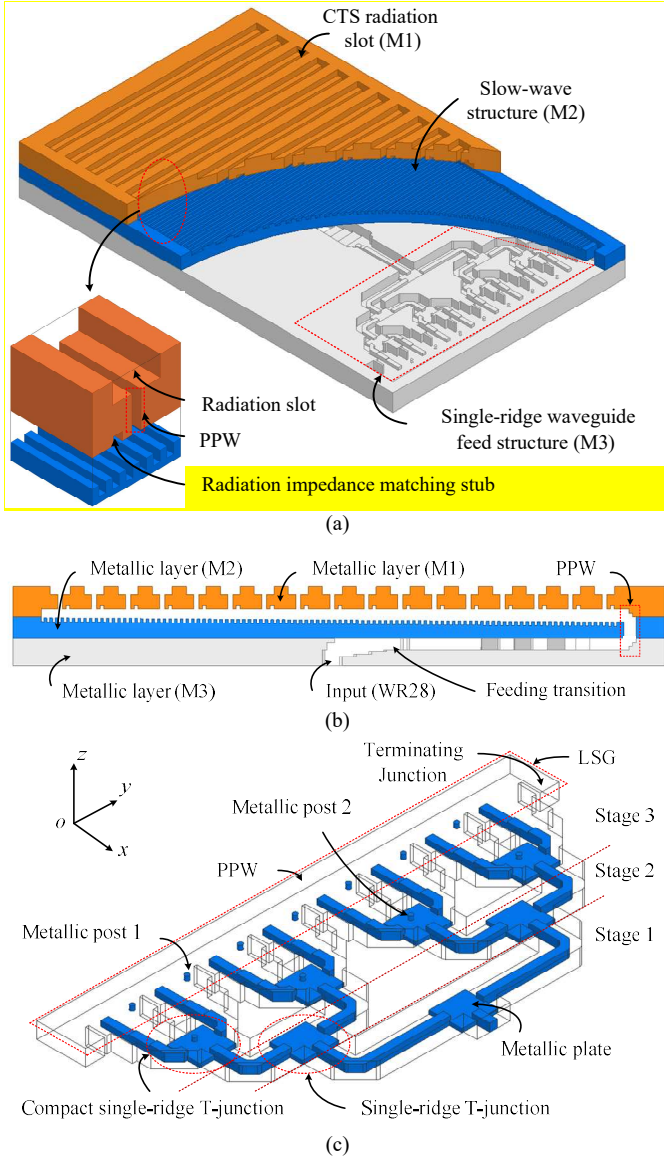 CTS radiation
slot (M1)
Slow-wave
structure (M2)
Radiation slot
PPW
Single-ridge waveguide
feed structure (M3)
Radiation impedance matching stub
(a)
Metallic layer (M2)
Metallic layer (M1)
PPW
Metallic layer (M3)
Input (WR28)
Feeding transition
(b)
z
y
o
x
Terminating
Junction
LSG
Metallic post 2
Stage 3
PPW
Stage 2
Metallic post 1
Stage 1
Metallic plate
Compact single-ridge T-junction
Single-ridge T-junction
(c)